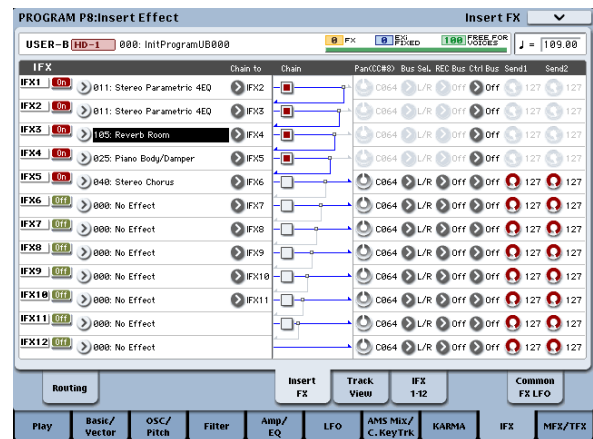 PROGRAM P8:Insert Effect Insert FX
USER-B HD-1 000: InitProgramUB000 0 FX 0 EXi FIXED 100 FREE FOR VOICES ♩ = 109.00
IFX Chain to Chain Pan(CC#8) Bus Sel. REC Bus Ctrl Bus Send1 Send2
IFX1 On 011: Stereo Parametric 4EQ IFX2 C064 L/R Off Off 127 127
IFX2 On 011: Stereo Parametric 4EQ IFX3 C064 L/R Off Off 127 127
IFX3 On 105: Reverb Room IFX4 C064 L/R Off Off 127 127
IFX4 On 025: Piano Body/Damper IFX5 C064 L/R Off Off 127 127
IFX5 On 040: Stereo Chorus IFX6 C064 L/R Off Off 127 127
IFX6 Off 000: No Effect IFX7 C064 L/R Off Off 127 127
IFX7 Off 000: No Effect IFX8 C064 L/R Off Off 127 127
IFX8 Off 000: No Effect IFX9 C064 L/R Off Off 127 127
IFX9 Off 000: No Effect IFX10 C064 L/R Off Off 127 127
IFX10 Off 000: No Effect IFX11 C064 L/R Off Off 127 127
IFX11 Off 000: No Effect C064 L/R Off Off 127 127
IFX12 Off 000: No Effect C064 L/R Off Off 127 127
Routing Insert FX Track View IFX 1-12 Common FX LFO
Play Basic/ Vector OSC/ Pitch Filter Amp/ EQ LFO AMS Mix/ C.KeyTrk KARMA IFX MFX/TFX